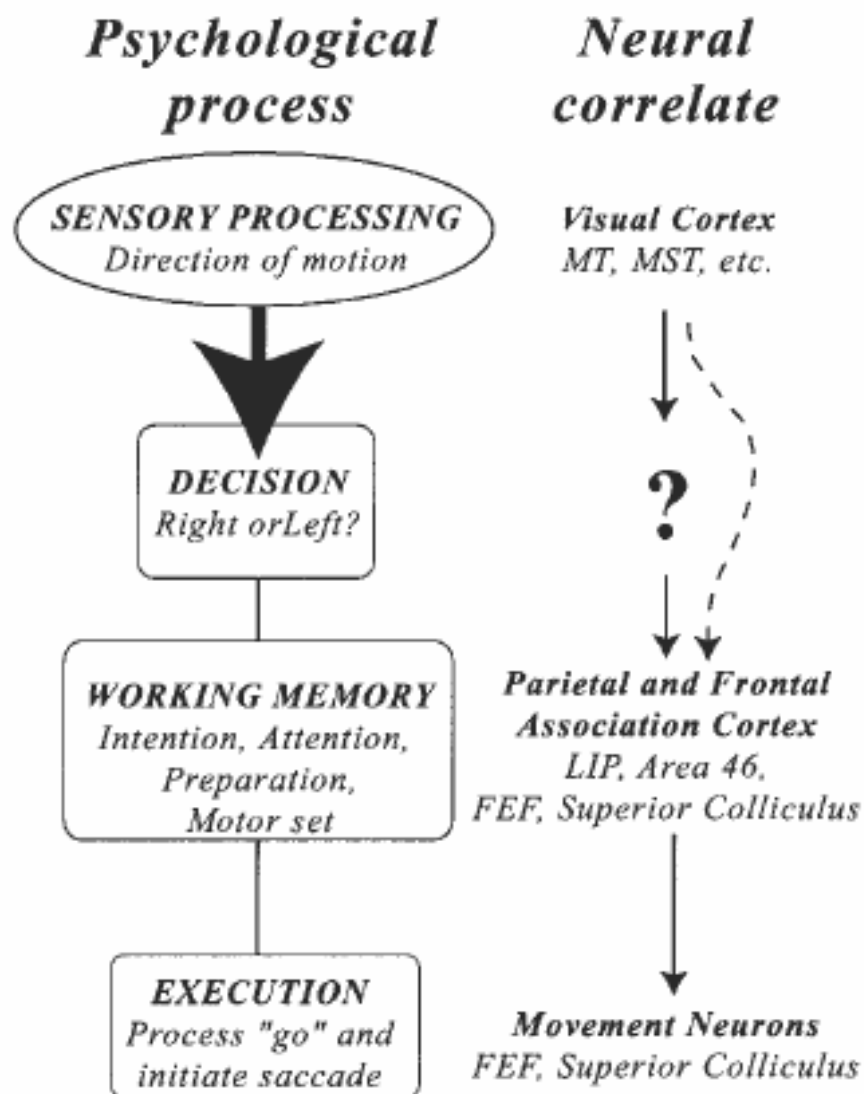 Psychological
process
Neural
correlate
SENSORY PROCESSING
Direction of motion
Visual Cortex
MT, MST, etc.
DECISION
Right orLeft?
?
WORKING MEMORY
Intention, Attention,
Preparation,
Motor set
Parietal and Frontal
Association Cortex
LIP, Area 46,
FEF, Superior Colliculus
EXECUTION
Process "go" and
initiate saccade
Movement Neurons
FEF, Superior Colliculus